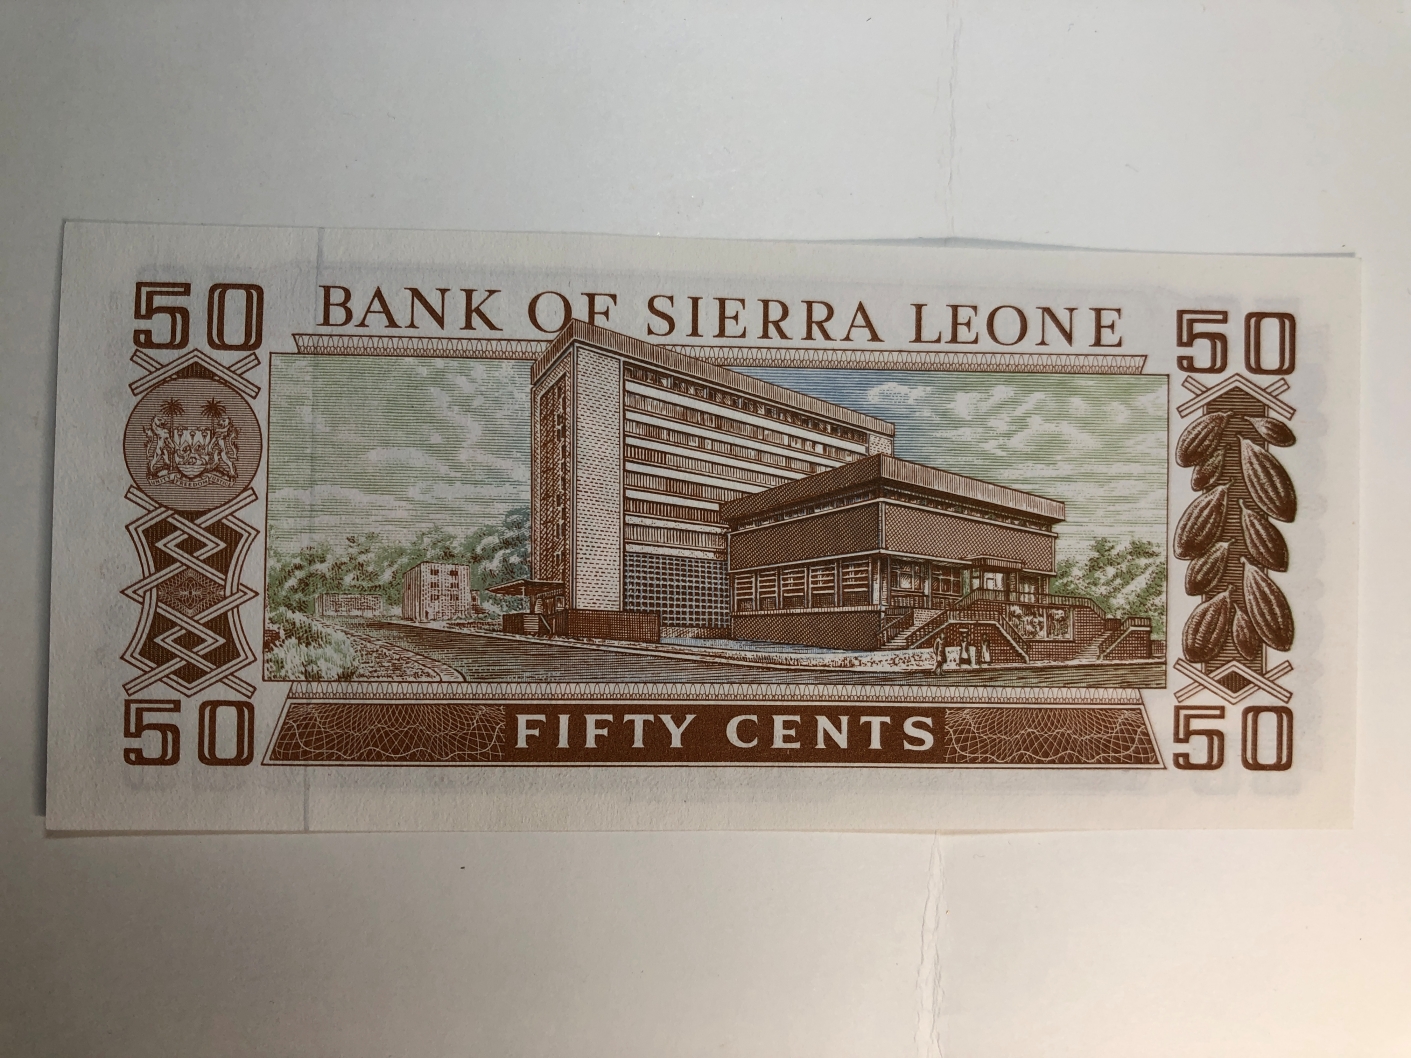 50 BANK OF SIERRA LEONE 50
50 FIFTY CENTS 50